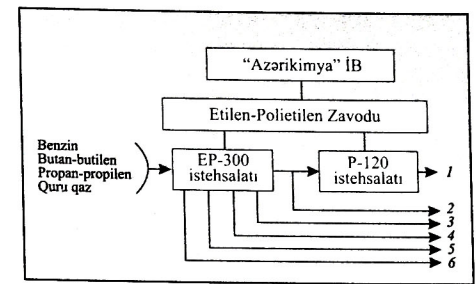 “Azərikimya” İB
Etilen-Polietilen Zavodu
Benzin
Butan-butilen
Propan-propilen
Quru qaz
EP-300
istehsalatı
P-120
istehsalatı
1
2
3
4
5
6